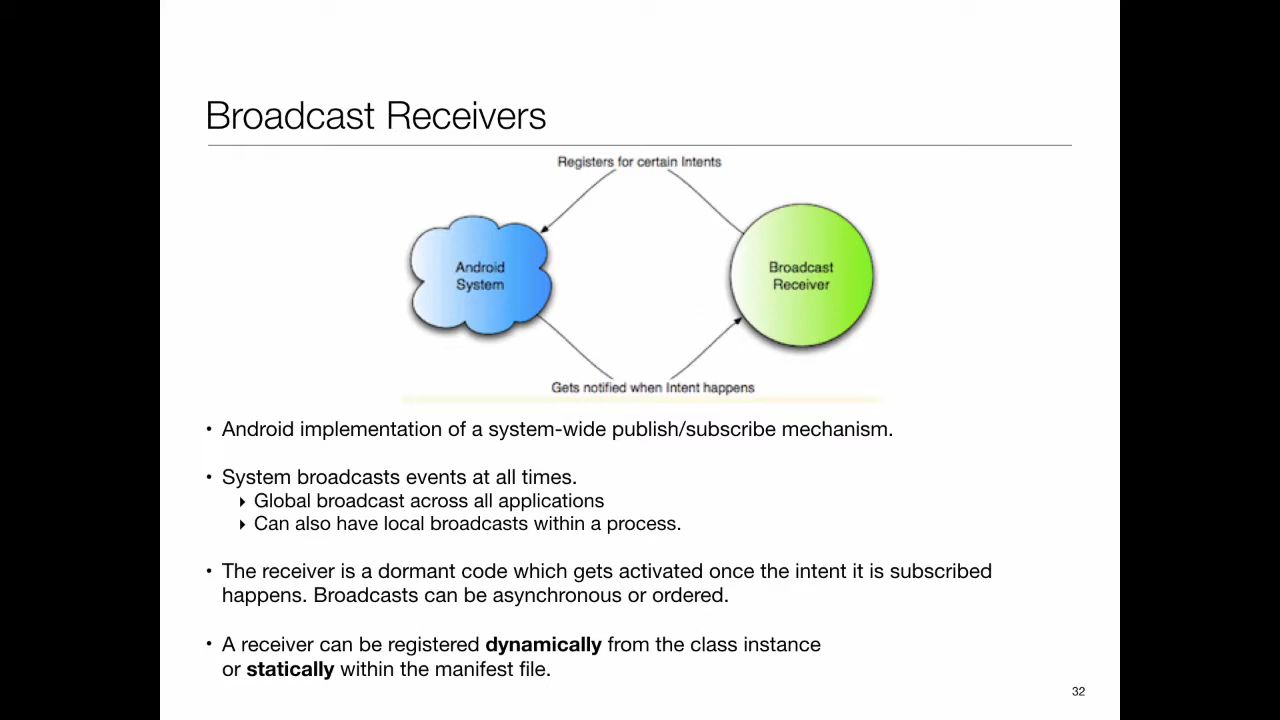 Broadcast Receivers
Registers for certain Intents
Android
System
Broadcast
Receiver
Gets notified when Intent happens
• Android implementation of a system-wide publish/subscribe mechanism.
• System broadcasts events at all times.
‣ Global broadcast across all applications
‣ Can also have local broadcasts within a process.
• The receiver is a dormant code which gets activated once the intent it is subscribed
happens. Broadcasts can be asynchronous or ordered.
• A receiver can be registered dynamically from the class instance
or statically within the manifest file.
32